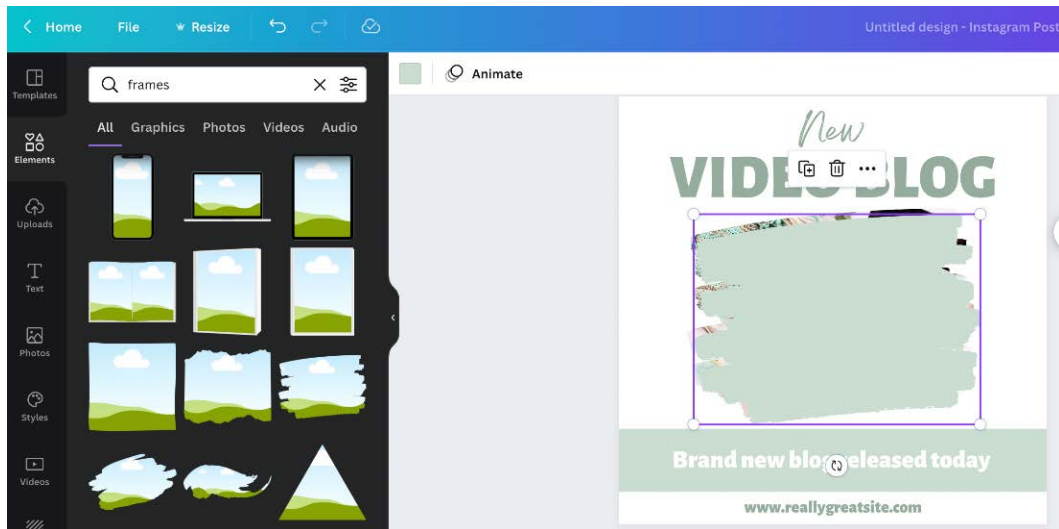 Home File Resize Untitled design - Instagram Post
Templates
frames
Animate
All Graphics Photos Videos Audio
Elements
Uploads
Text
Photos
Styles
Videos
New
VIDEO BLOG
Brand new blog released today
www.reallygreatsite.com